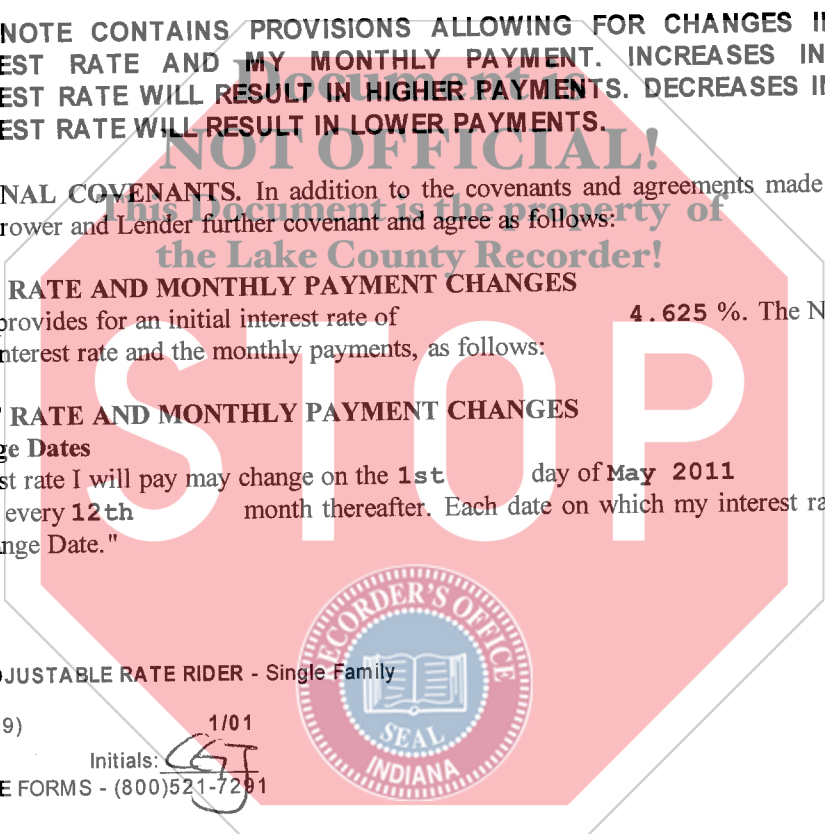 NOTE CONTAINS PROVISIONS ALLOWING FOR CHANGES
EST RATE AND MY MONTHLY PAYMENT. INCREASES IN
EST RATE WILL RESULT IN HIGHER PAYMENTS. DECREASES
EST RATE WILL RESULT IN LOWER PAYMENTS.
Document is
NOT OFFICIAL!
This Document is the property of
the Lake County Recorder!
NAL COVENANTS. In addition to the covenants and agreements made
rower and Lender further covenant and agree as follows:
RATE AND MONTHLY PAYMENT CHANGES
provides for an initial interest rate of 4.625 %. The N
nterest rate and the monthly payments, as follows:
RATE AND MONTHLY PAYMENT CHANGES
ge Dates
st rate I will pay may change on the 1st day of May 2011
every 12th month thereafter. Each date on which my interest ra
nge Date."
STOP
RECORDER'S OFFICE
SEAL
INDIANA
JUSTABLE RATE RIDER - Single Family
9) 1/01
Initials: CGJ
E FORMS - (800)521-7291